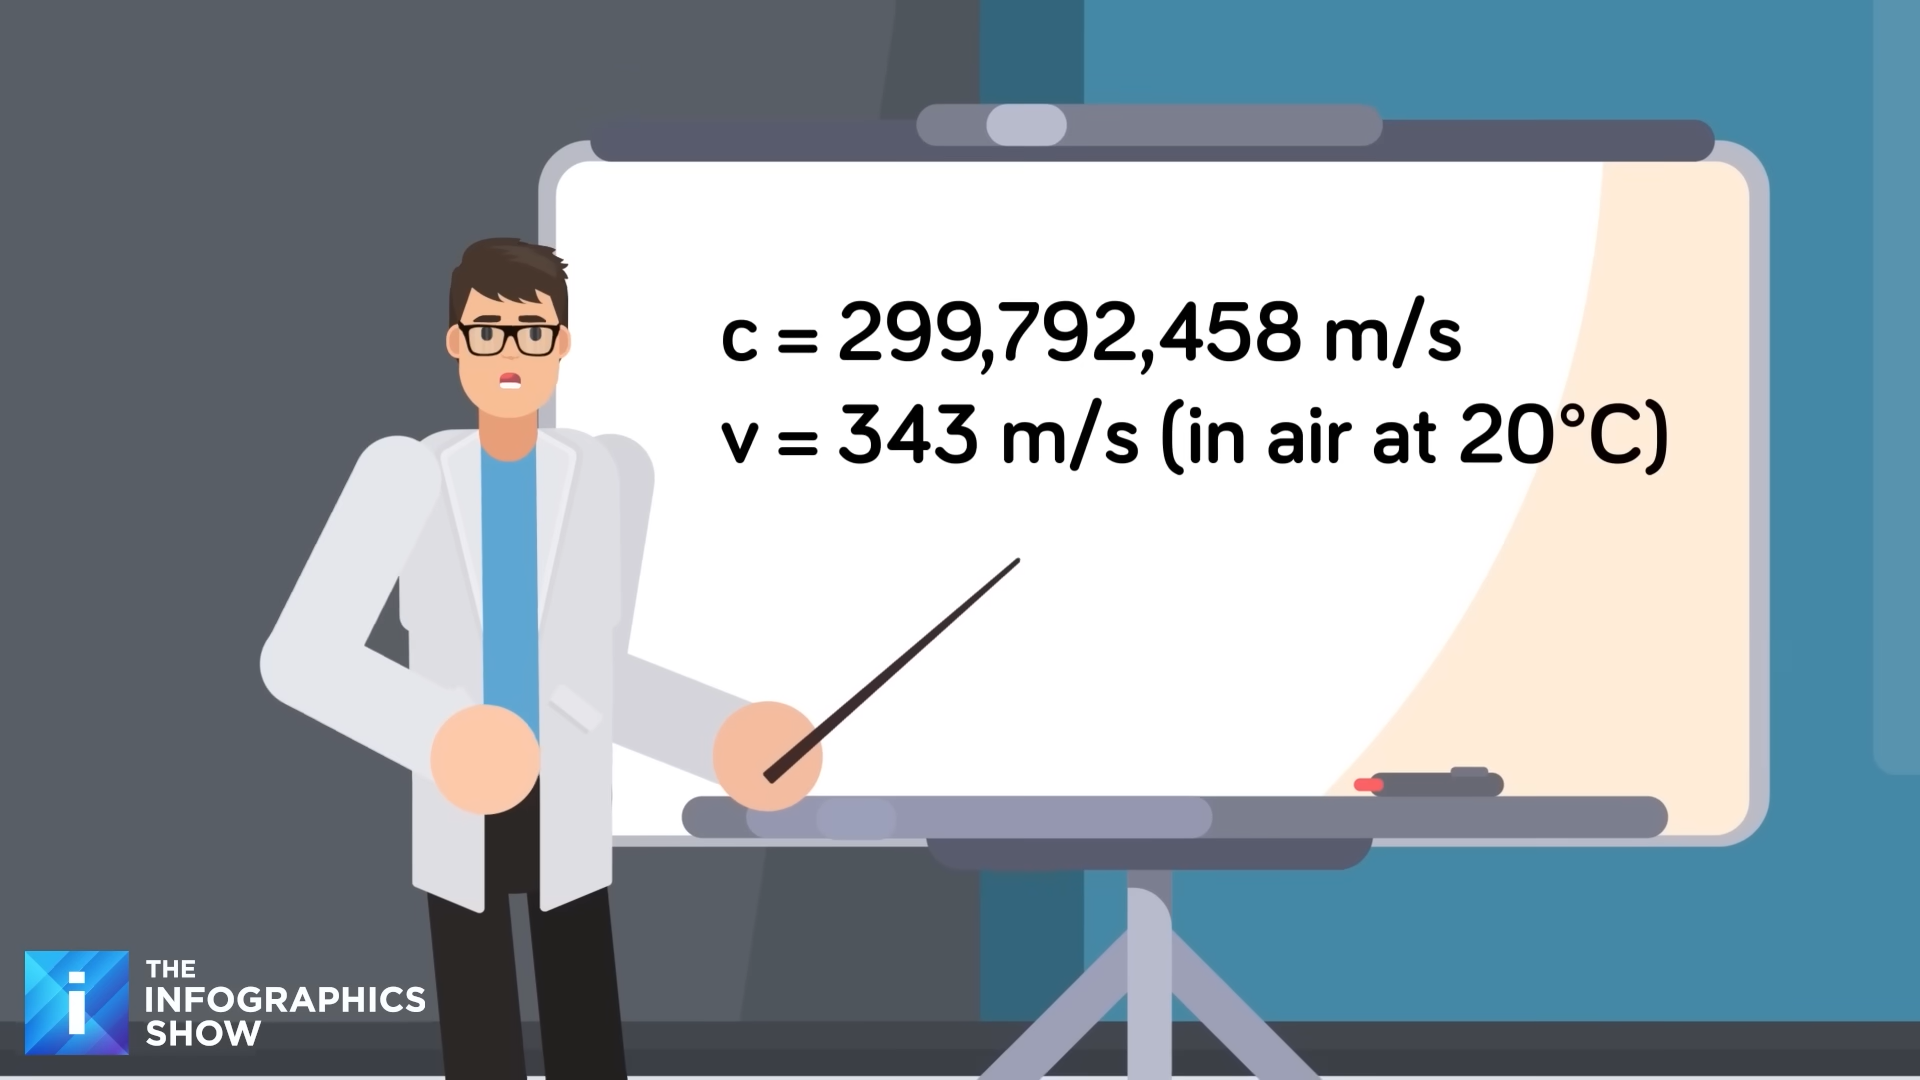 c = 299,792,458 m/s
v = 343 m/s (in air at 20°C)
i
THE
INFOGRAPHICS
SHOW